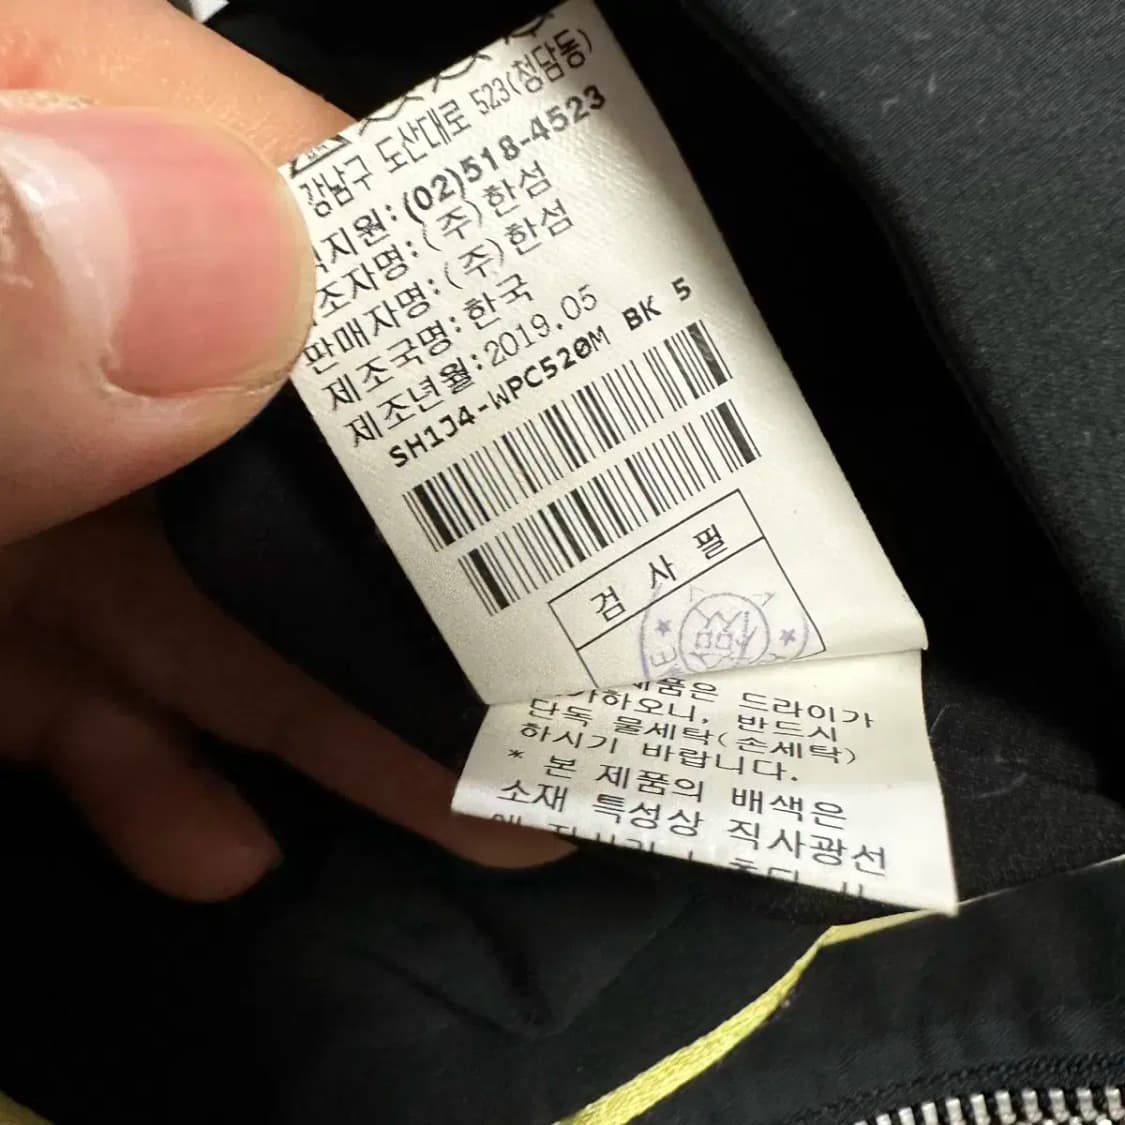 강남구 도산대로 523(청담동)
지원:(02)518-4523
조자명:(주)한섬
판매자명:(주)한섬
제조국명:한국
제조년월:2019.05
SH1J4-WPC520M BK 5
검 사 필
제품은 드라이가
하오니, 반드시
단독 물세탁(손세탁)
하시기 바랍니다.
* 본 제품의 배색은
소재 특성상 직사광선